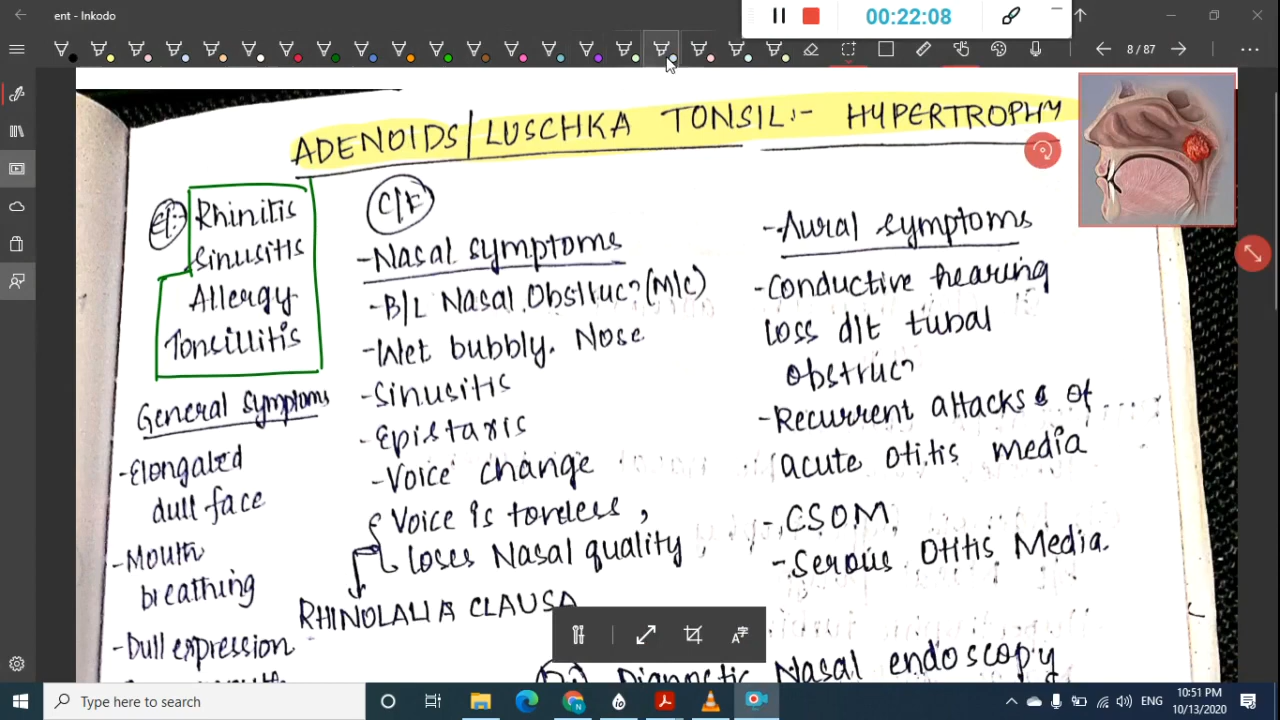 ent - Inkodo
00:22:08
8 / 87
ADENOIDS/LUSCHKA TONSIL:- HYPERTROPHY
Rhinitis
Sinusitis
Allergy
Tonsillitis
General symptoms
-Elongated
dull face
-Mouth
breathing
-Dull expression
C/F
-Nasal symptoms
-B/L Nasal Obstruc? (M/c)
-Wet bubbly. Nose
-Sinusitis
-Epistaxis
-Voice change
Voice is toneless,
loses Nasal quality
RHINOLALIA CLAUSA
-Aural symptoms
-Conductive hearing
loss d/t tubal
obstruc?
-Recurrent attacks of
acute otitis media
-CSOM
-Serous Otitis Media.
Diagnostic Nasal endoscopy
Type here to search
ENG
10:51 PM
10/13/2020